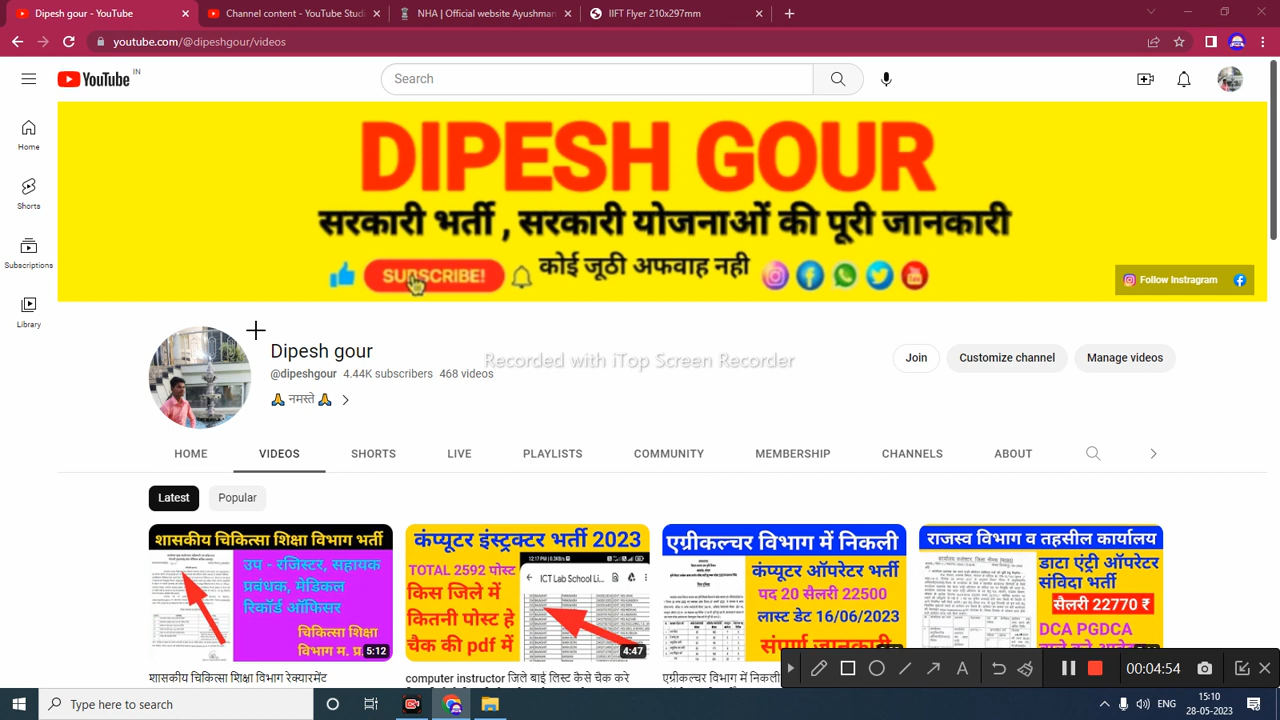 Dipesh gour - YouTube
Channel content - YouTube Stud
NHA | Official website Ayushman
IIFT Flyer 210x297mm
youtube.com/@dipeshgour/videos
YouTube IN
Search
Home
Shorts
Subscriptions
Library
DIPESH GOUR
सरकारी भर्ती , सरकारी योजनाओं की पूरी जानकारी
SUBSCRIBE!
कोई जूठी अफवाह नही
Follow Instragram
Dipesh gour
@dipeshgour 4.44K subscribers 468 videos
🙏 नमस्ते 🙏
Recorded with iTop Screen Recorder
Join
Customize channel
Manage videos
HOME
VIDEOS
SHORTS
LIVE
PLAYLISTS
COMMUNITY
MEMBERSHIP
CHANNELS
ABOUT
Latest
Popular
शासकीय चिकित्सा शिक्षा विभाग भर्ती
उप - रजिस्टर, सहायक
प्रबंधक, मेडिकल
रिकॉर्ड ऑफिसर
चिकित्सा शिक्षा
विभाग म. प्र
5:12
कंप्यूटर इंस्ट्रक्टर भर्ती 2023
TOTAL 2592 पोस्ट
किस जिले में
कितनी पोस्ट हे
चेक की pdf में
ICT Lab School Li...
4:47
एग्रीकल्चर विभाग में निकली
कंप्यूटर ऑपरेटर भर्ती
पद 20 सैलरी 22500
लास्ट डेट 16/06/2023
राजस्व विभाग व तहसील कार्यालय
डाटा एंट्री ऑपरेटर
संविदा भर्ती
सैलरी 22770 ₹
DCA PGDCA
शासकीय चिकित्सा शिक्षा विभाग रेक्यारमेंट
computer instructor जिले बाई लिस्ट कैसे चेक करे
एग्रीकल्चर विभाग में निकली
00:04:54
Type here to search
15:10
ENG
28-05-2023